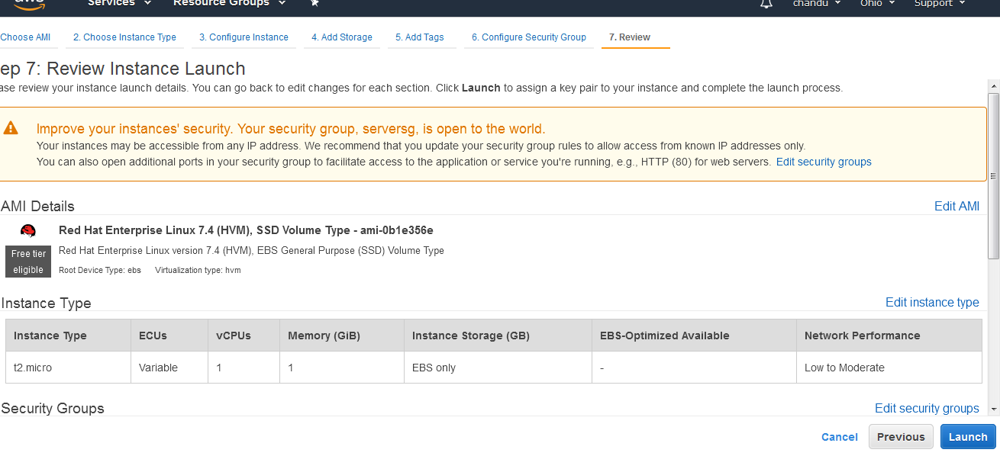 aws
Services Resource Groups chandu Ohio Support
Choose AMI 2. Choose Instance Type 3. Configure Instance 4. Add Storage 5. Add Tags 6. Configure Security Group 7. Review
ep 7: Review Instance Launch
ase review your instance launch details. You can go back to edit changes for each section. Click Launch to assign a key pair to your instance and complete the launch process.
Improve your instances' security. Your security group, serversg, is open to the world.
Your instances may be accessible from any IP address. We recommend that you update your security group rules to allow access from known IP addresses only.
You can also open additional ports in your security group to facilitate access to the application or service you're running, e.g., HTTP (80) for web servers. Edit security groups
AMI Details Edit AMI
Red Hat Enterprise Linux 7.4 (HVM), SSD Volume Type - ami-0b1e356e
Free tier eligible
Red Hat Enterprise Linux version 7.4 (HVM), EBS General Purpose (SSD) Volume Type
Root Device Type: ebs Virtualization type: hvm
Instance Type Edit instance type
Instance Type ECUs vCPUs Memory (GiB) Instance Storage (GB) EBS-Optimized Available Network Performance
t2.micro Variable 1 1 EBS only - Low to Moderate
Security Groups Edit security groups
Cancel Previous Launch